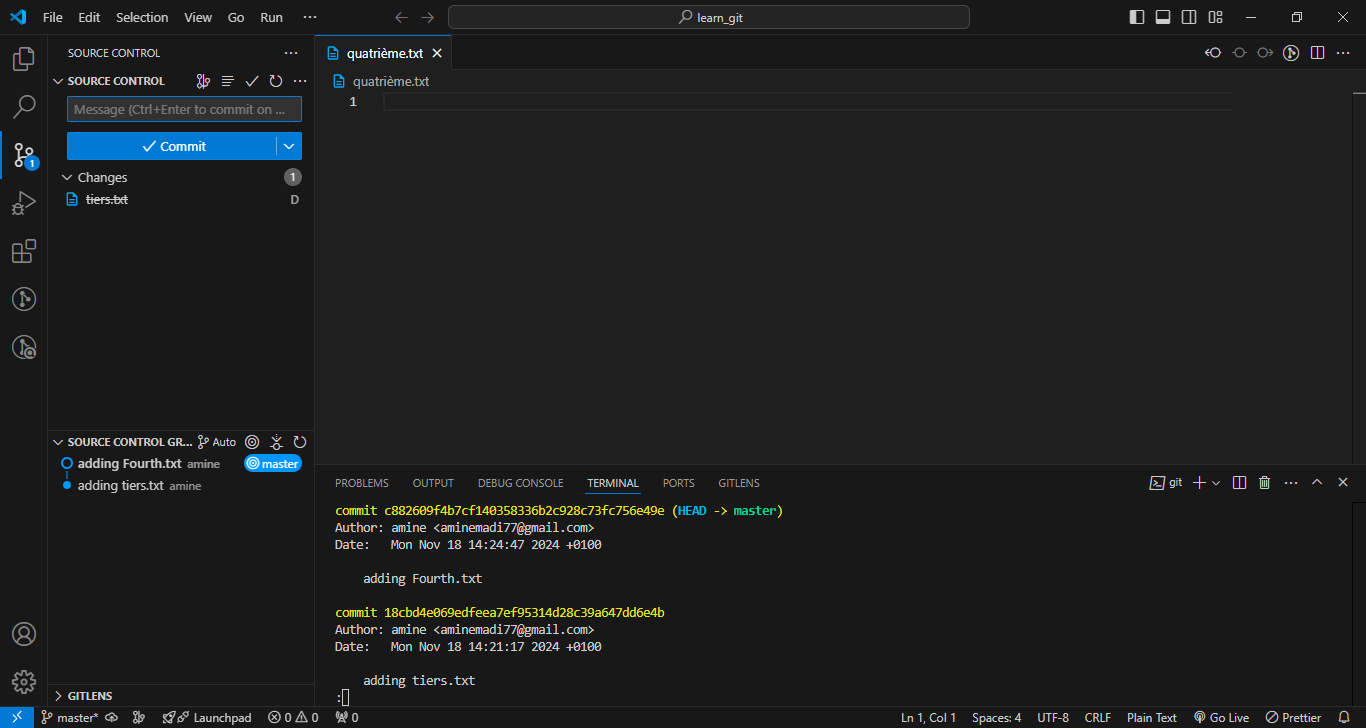 File Edit Selection View Go Run ···
learn_git
SOURCE CONTROL ···
SOURCE CONTROL ···
Message (Ctrl+Enter to commit on ...
Commit
Changes 1
tiers.txt D
1
SOURCE CONTROL GR... Auto
adding Fourth.txt amine master
adding tiers.txt amine
GITLENS
quatrième.txt
quatrième.txt
1
PROBLEMS OUTPUT DEBUG CONSOLE TERMINAL PORTS GITLENS git
commit c882609f4b7cf140358336b2c928c73fc756e49e (HEAD -> master)
Author: amine <aminemadi77@gmail.com>
Date: Mon Nov 18 14:24:47 2024 +0100
adding Fourth.txt
commit 18cbd4e069edfeea7ef95314d28c39a647dd6e4b
Author: amine <aminemadi77@gmail.com>
Date: Mon Nov 18 14:21:17 2024 +0100
adding tiers.txt
:
master* Launchpad 0 0 0 Ln 1, Col 1 Spaces: 4 UTF-8 CRLF Plain Text Go Live Prettier